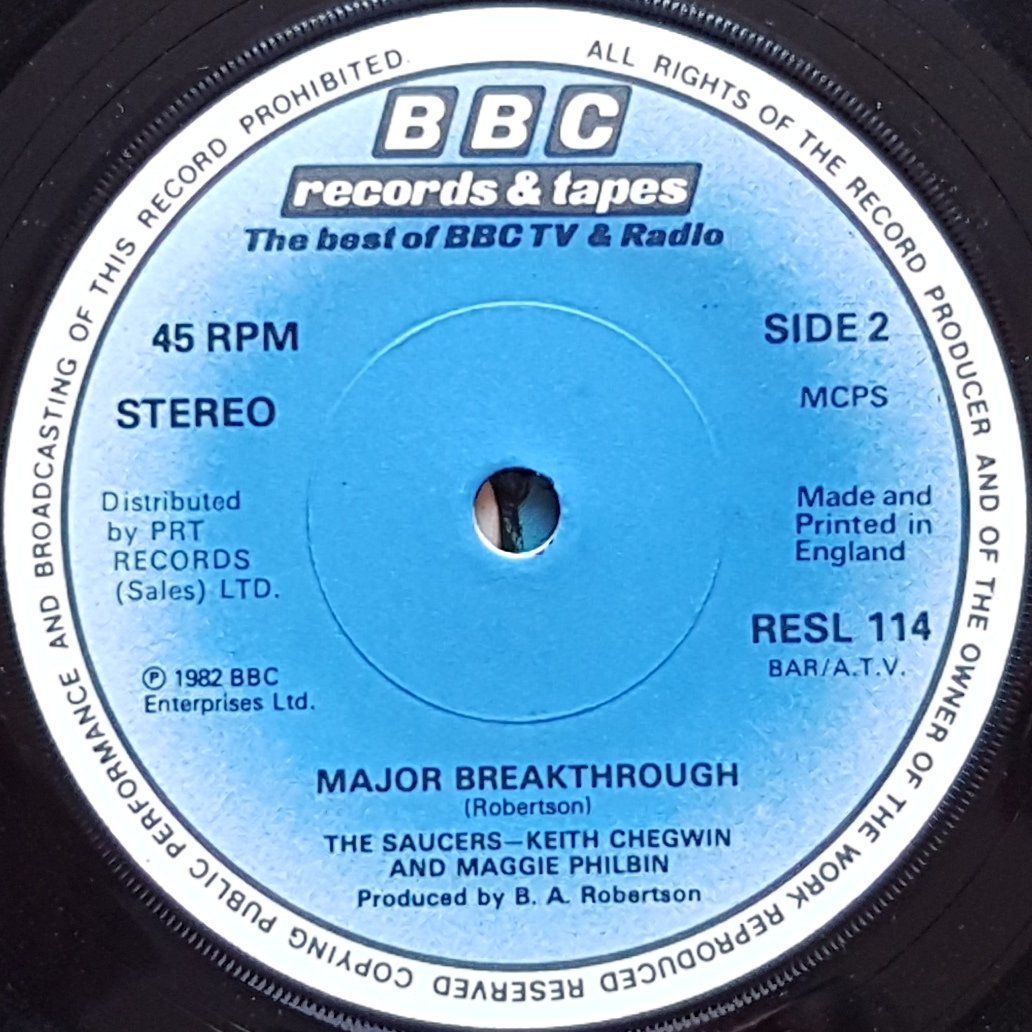 ALL RIGHTS OF THE RECORD PRODUCER AND OF THE OWNER OF THE WORK REPRODUCED RESERVED COPYING PUBLIC PERFORMANCE AND BROADCASTING OF THIS RECORD PROHIBITED.
BBC
records & tapes
The best of BBC TV & Radio
45 RPM
STEREO
SIDE 2
MCPS
Distributed
by PRT
RECORDS
(Sales) LTD.
Made and
Printed in
England
RESL 114
BAR/A.T.V.
℗ 1982 BBC
Enterprises Ltd.
MAJOR BREAKTHROUGH
(Robertson)
THE SAUCERS—KEITH CHEGWIN
AND MAGGIE PHILBIN
Produced by B. A. Robertson